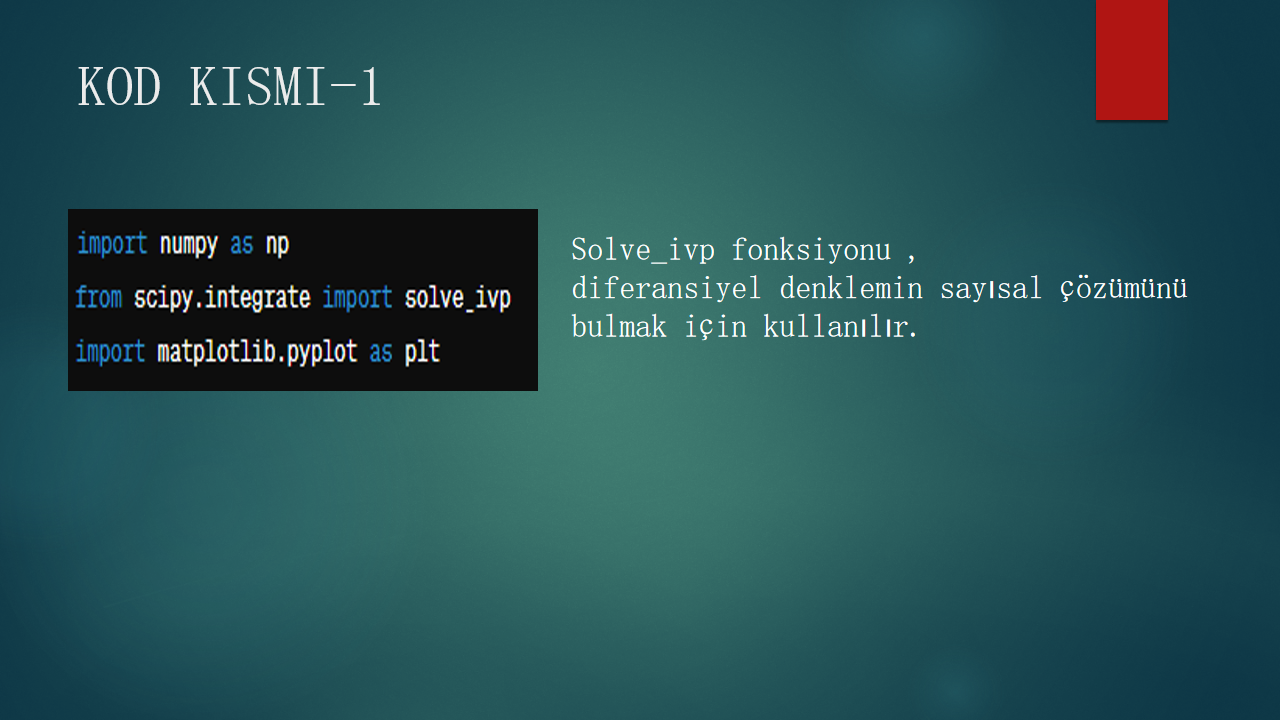 KOD KISMI-1
import numpy as np
from scipy.integrate import solve_ivp
import matplotlib.pyplot as plt
Solve_ivp fonksiyonu ,
diferansiyel denklemin sayısal çözümünü
bulmak için kullanılır.